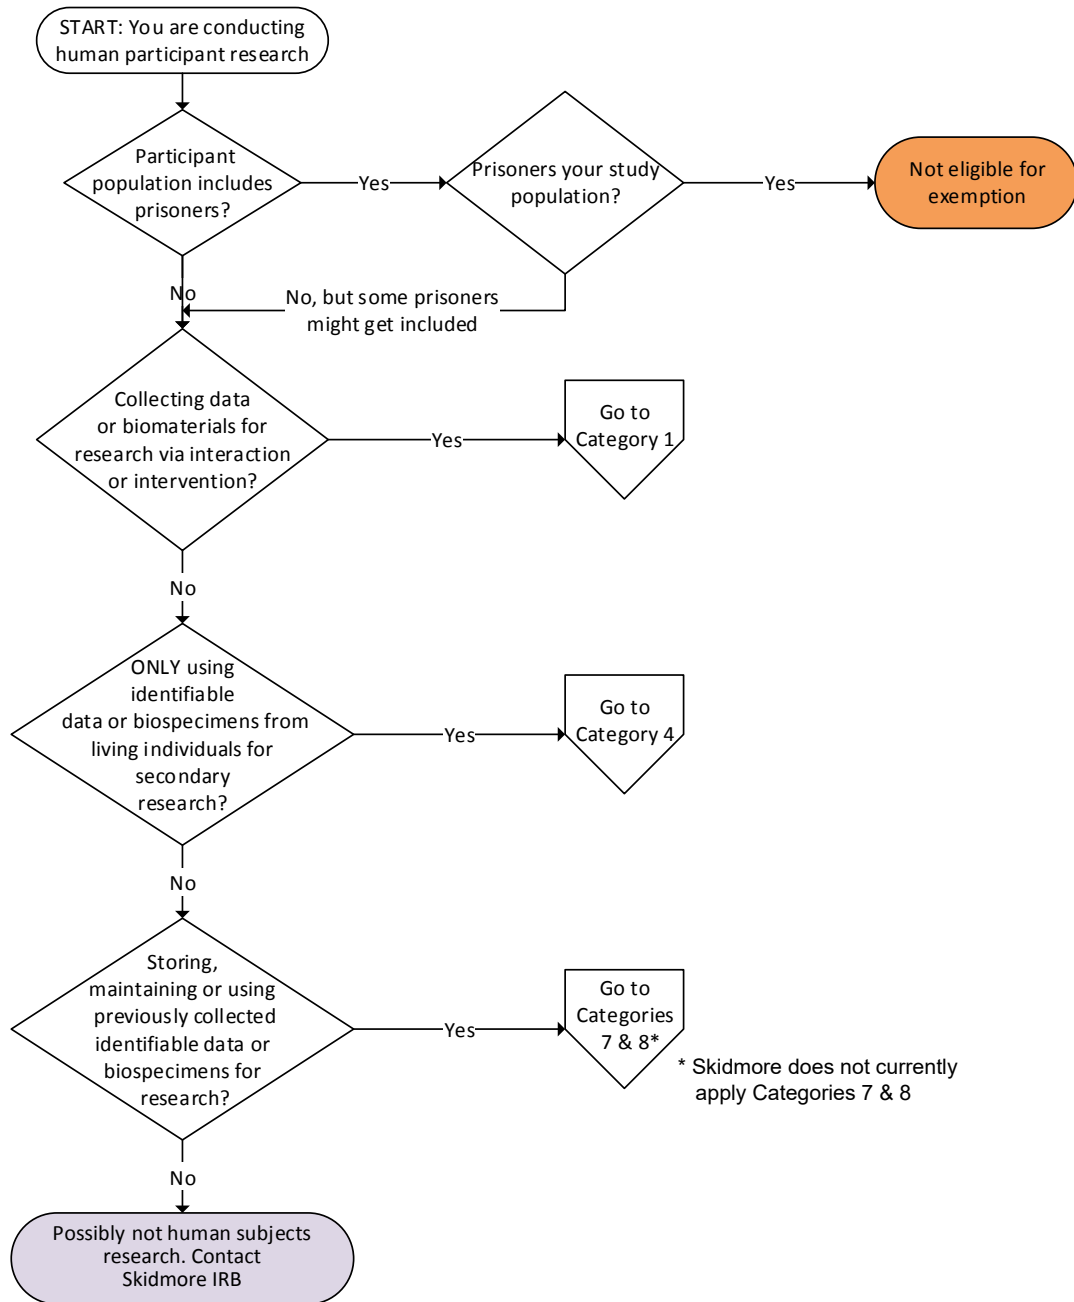 START: You are conducting
human participant research
Participant
population includes
prisoners?
Yes
Prisoners your study
population?
Yes
Not eligible for
exemption
No
No, but some prisoners
might get included
Collecting data
or biomaterials for
research via interaction
or intervention?
Yes
Go to
Category 1
No
ONLY using
identifiable
data or biospecimens from
living individuals for
secondary
research?
Yes
Go to
Category 4
No
Storing,
maintaining or using
previously collected
identifiable data or
biospecimens for
research?
Yes
Go to
Categories
7 & 8*
* Skidmore does not currently
apply Categories 7 & 8
No
Possibly not human subjects
research. Contact
Skidmore IRB